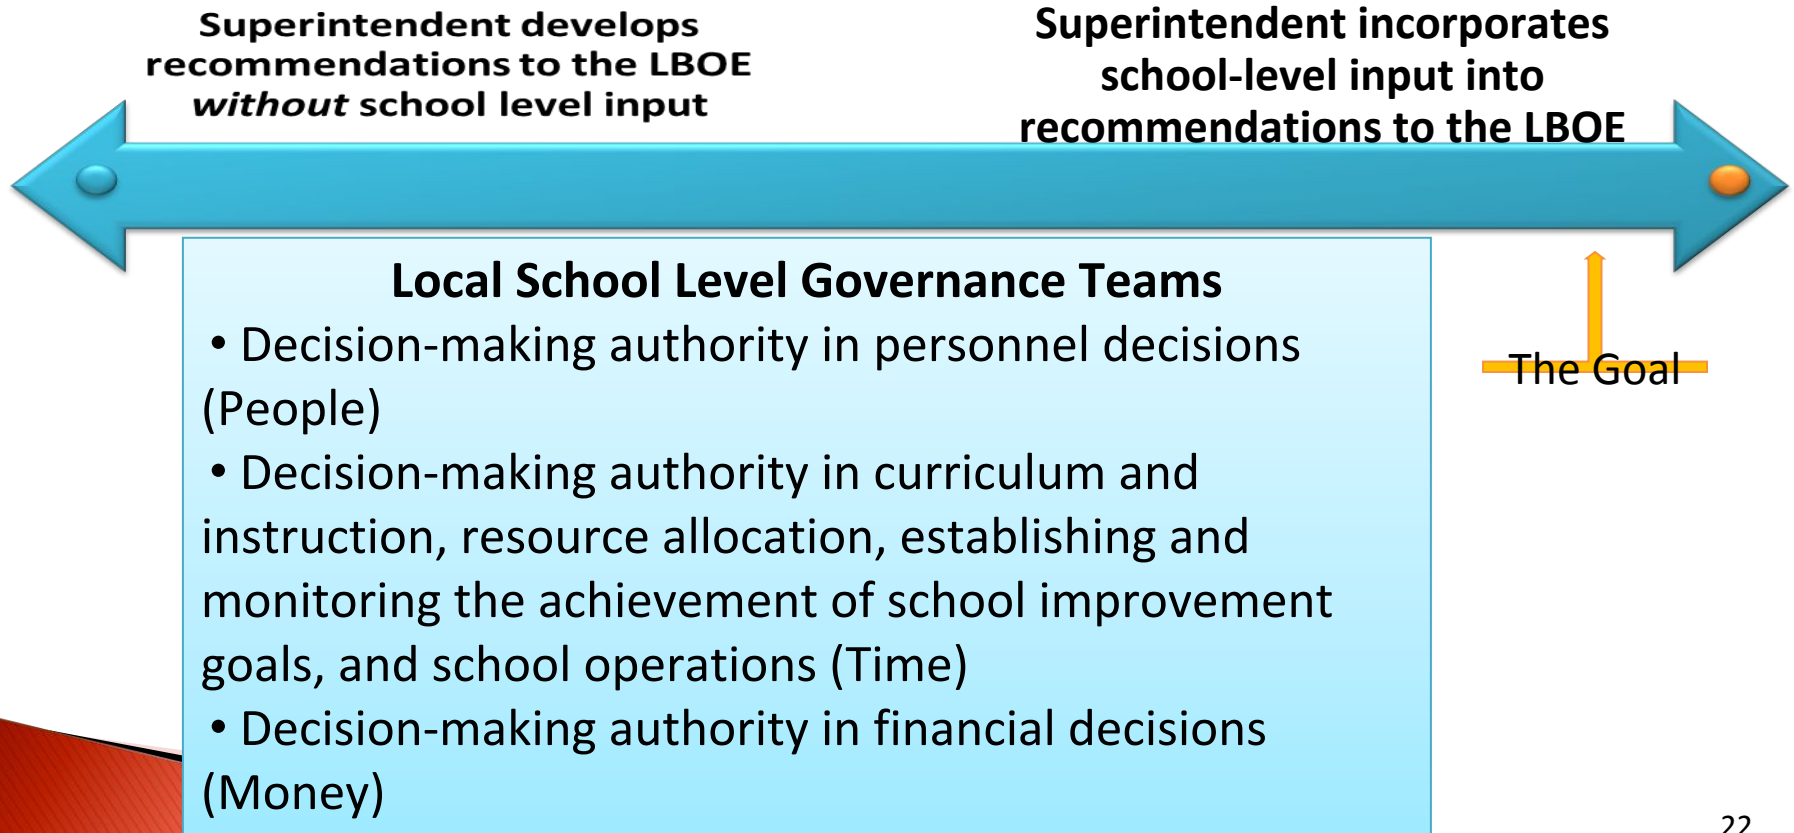 Superintendent develops
recommendations to the LBOE
without school level input
Superintendent incorporates
school-level input into
recommendations to the LBOE
Local School Level Governance Teams
• Decision-making authority in personnel decisions
(People)
• Decision-making authority in curriculum and
instruction, resource allocation, establishing and
monitoring the achievement of school improvement
goals, and school operations (Time)
• Decision-making authority in financial decisions
(Money)
The Goal
22